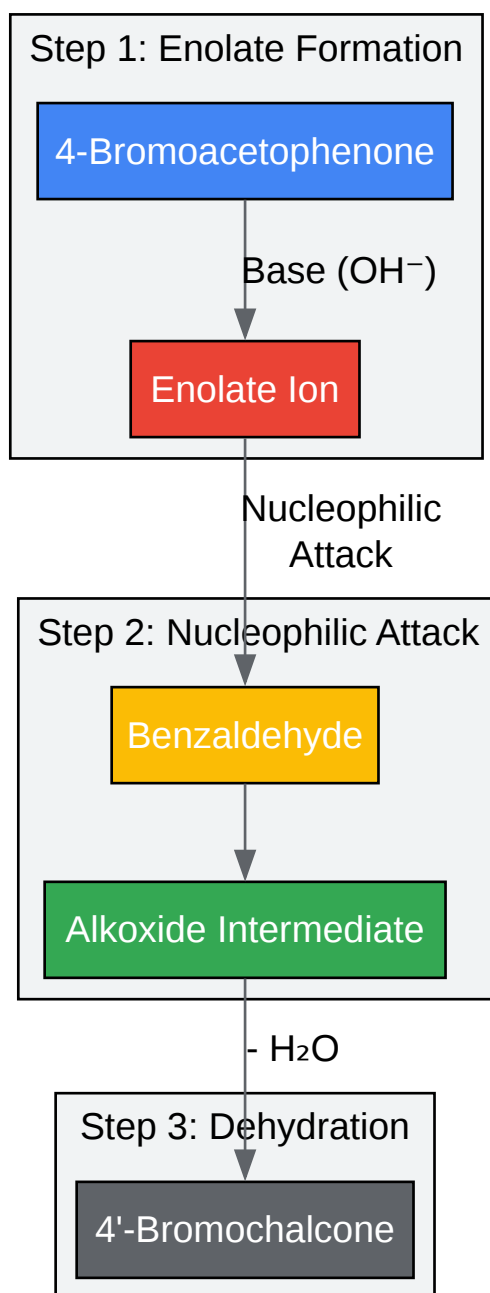 Step 1: Enolate Formation
4-Bromoacetophenone
Base (OH⁻)
Enolate Ion
Nucleophilic
Attack
Step 2: Nucleophilic Attack
Benzaldehyde
Alkoxide Intermediate
- H₂O
Step 3: Dehydration
4'-Bromochalcone